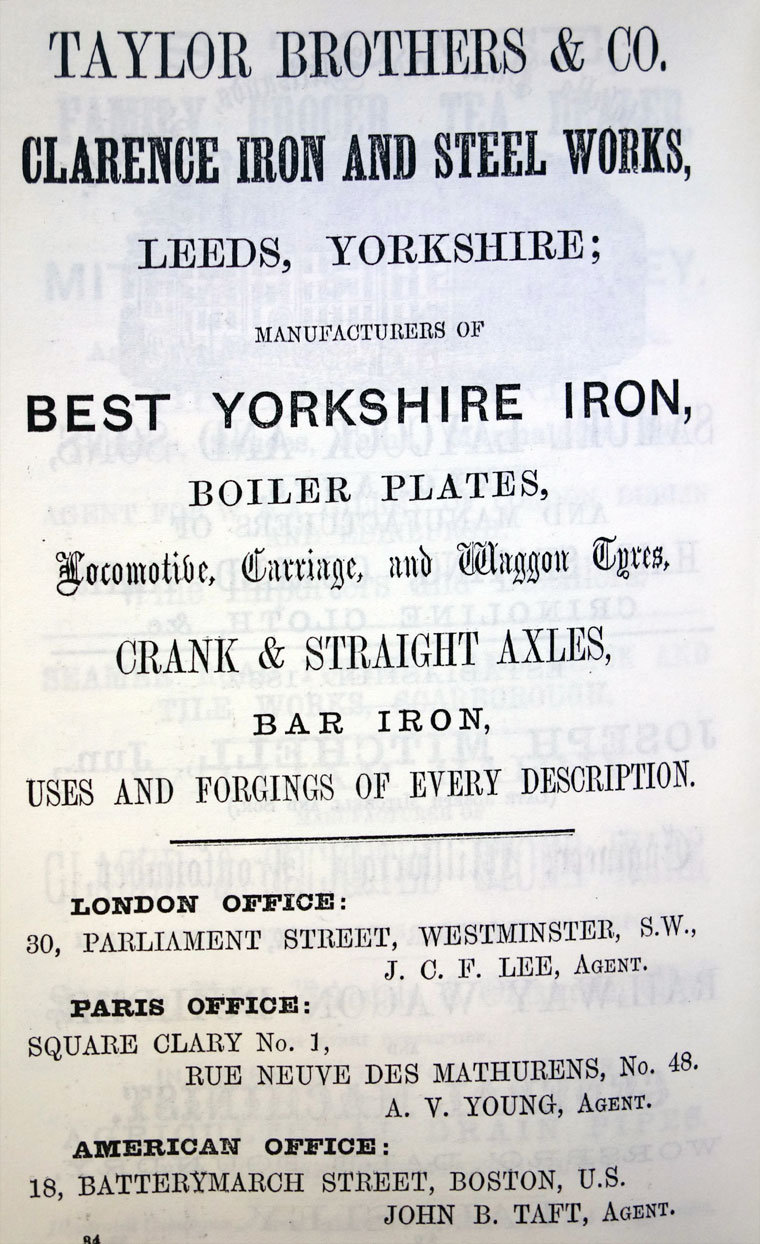 TAYLOR BROTHERS & CO.
CLARENCE IRON AND STEEL WORKS,
LEEDS, YORKSHIRE;
MANUFACTURERS OF
BEST YORKSHIRE IRON,
BOILER PLATES,
Locomotive, Carriage, and Waggon Tyres,
CRANK & STRAIGHT AXLES,
BAR IRON,
USES AND FORGINGS OF EVERY DESCRIPTION.
LONDON OFFICE:
30, PARLIAMENT STREET, WESTMINSTER, S.W.,
J. C. F. LEE, AGENT.
PARIS OFFICE:
SQUARE CLARY No. 1,
RUE NEUVE DES MATHURENS, No. 48.
A. V. YOUNG, AGENT.
AMERICAN OFFICE:
18, BATTERYMARCH STREET, BOSTON, U.S.
JOHN B. TAFT, AGENT.
84